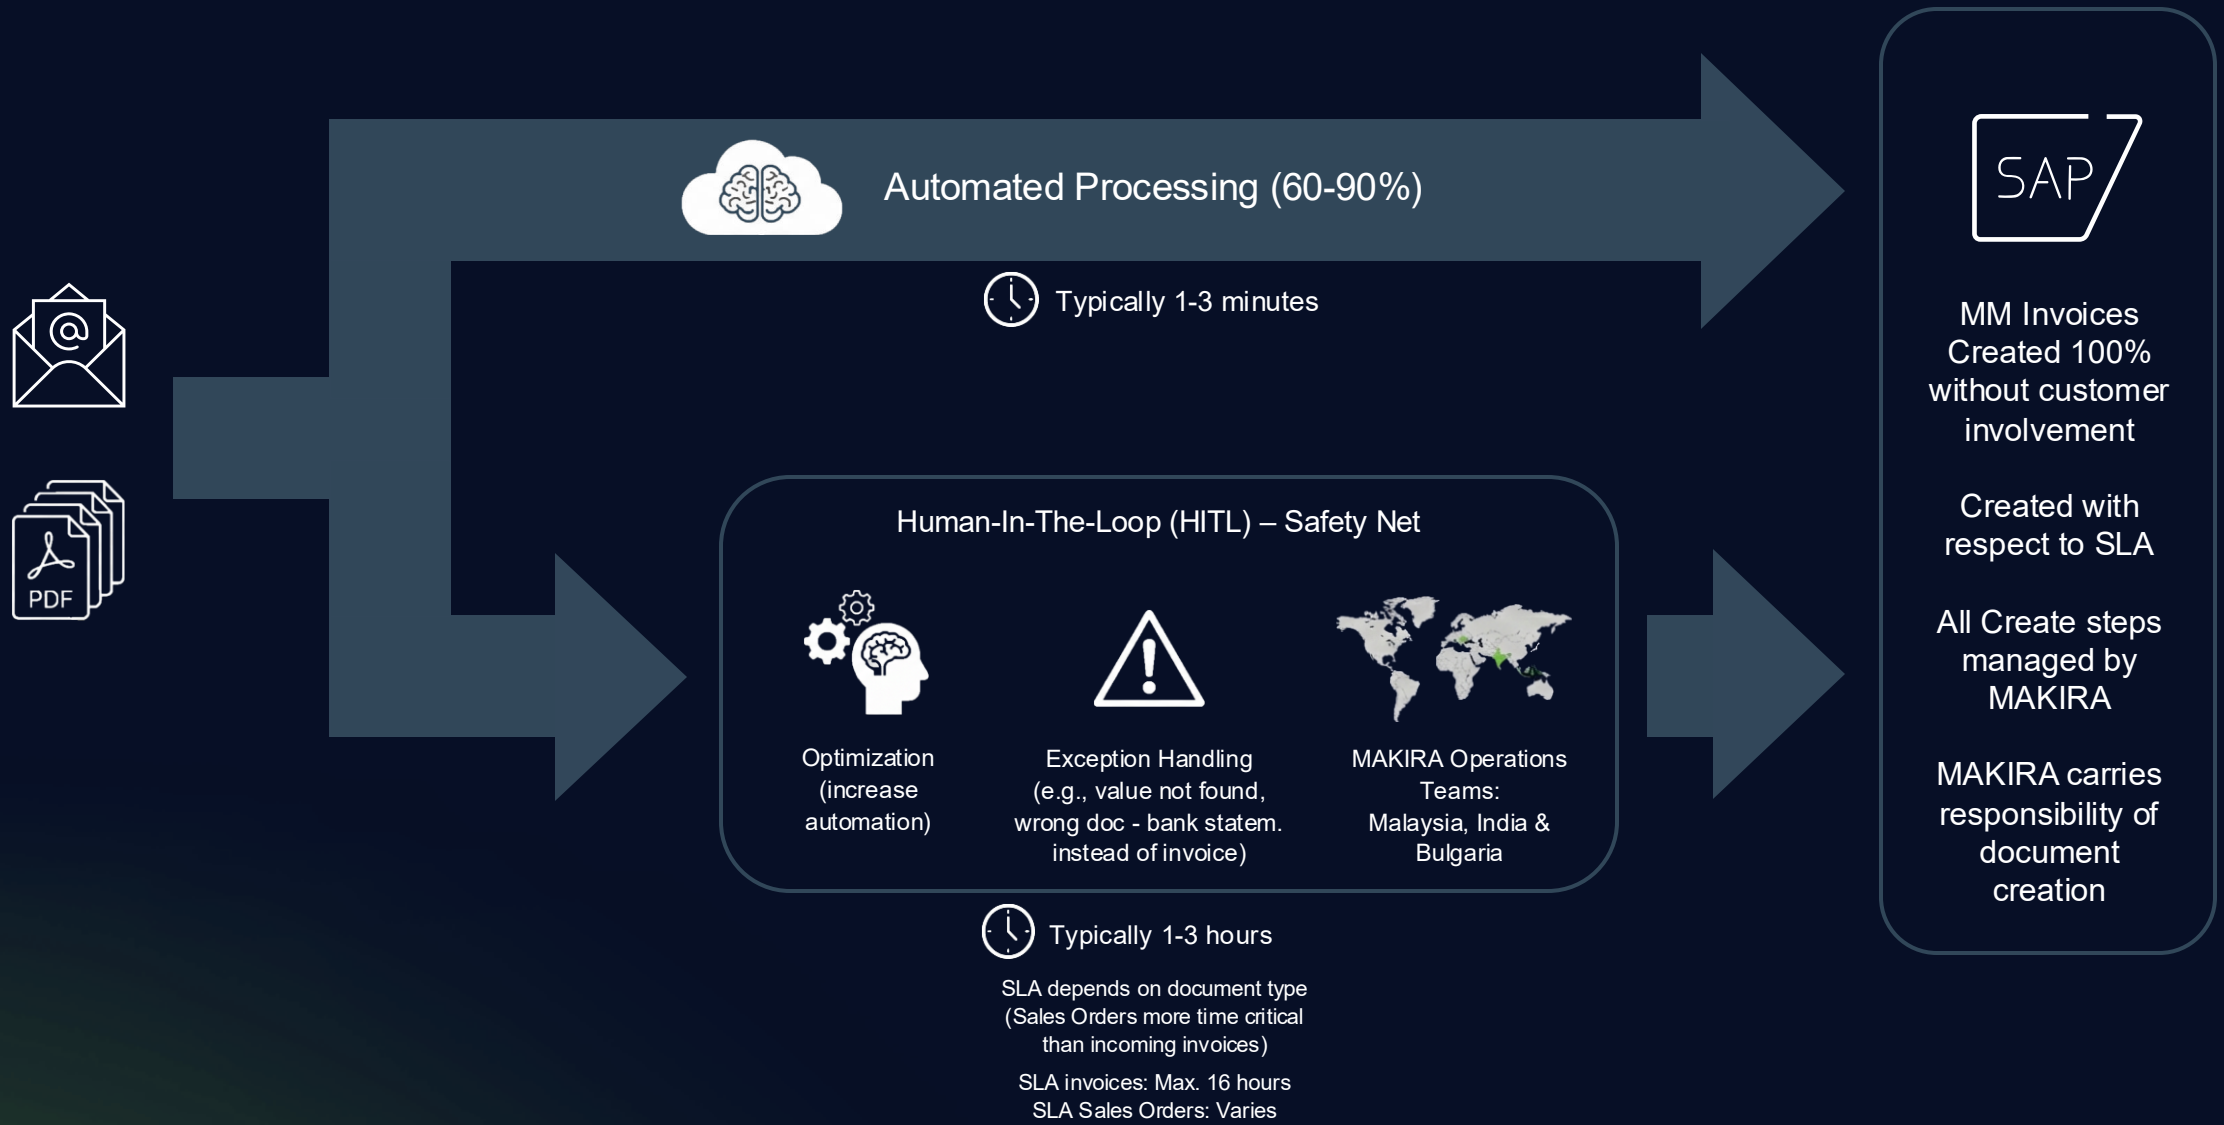 Automated Processing (60-90%)
Typically 1-3 minutes
PDF
Human-In-The-Loop (HITL) – Safety Net
Optimization
(increase
automation)
Exception Handling
(e.g., value not found,
wrong doc - bank statem.
instead of invoice)
MAKIRA Operations
Teams:
Malaysia, India &
Bulgaria
Typically 1-3 hours
SLA depends on document type
(Sales Orders more time critical
than incoming invoices)
SLA invoices: Max. 16 hours
SLA Sales Orders: Varies
SAP
MM Invoices
Created 100%
without customer
involvement
Created with
respect to SLA
All Create steps
managed by
MAKIRA
MAKIRA carries
responsibility of
document
creation